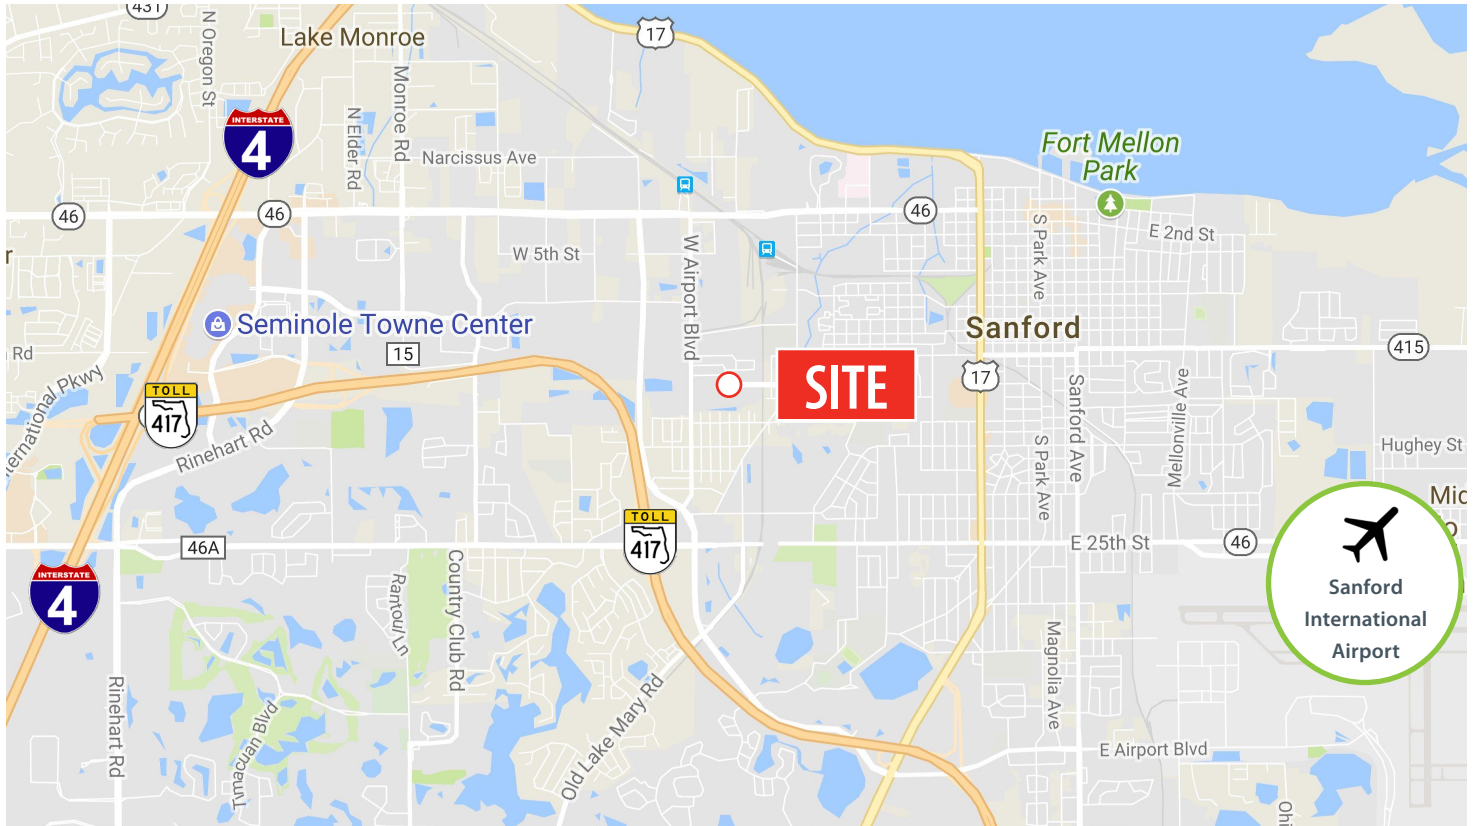 431
17
Lake Monroe
N Oregon St
Monroe Rd
N Elder Rd
INTERSTATE
4
Narcissus Ave
Fort Mellon
Park
46
46
46
S Park Ave
E 2nd St
W 5th St
W Airport Blvd
r
Seminole Towne Center
Sanford
15
Rd
415
SITE
17
TOLL
417
Sanford Ave
Mellonville Ave
Rinehart Rd
S Park Ave
Hughey St
Mid
TOLL
417
46A
E 25th St
46
INTERSTATE
4
Rantoul Ln
Country Club Rd
Sanford
International
Airport
Magnolia Ave
Rinehart Rd
Timacuan Blvd
Old Lake Mary Rd
E Airport Blvd